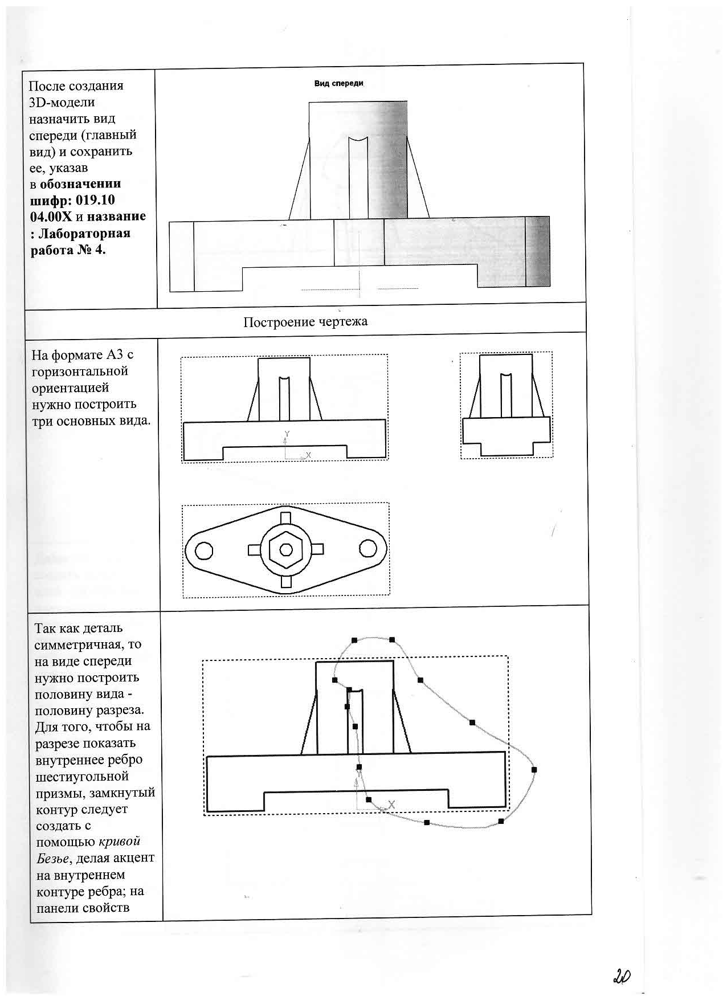 После создания
3D-модели
назначить вид
спереди (главный
вид) и сохранить
ее, указав
в обозначении
шифр: 019.10
04.00Х и название
: Лабораторная
работа № 4.
Вид спереди
Построение чертежа
На формате А3 с
горизонтальной
ориентацией
нужно построить
три основных вида.
Y
X
Так как деталь
симметричная, то
на виде спереди
нужно построить
половину вида -
половину разреза.
Для того, чтобы на
разрезе показать
внутреннее ребро
шестиугольной
призмы, замкнутый
контур следует
создать с
помощью кривой
Безье, делая акцент
на внутреннем
контуре ребра; на
панели свойств
Y
X
20